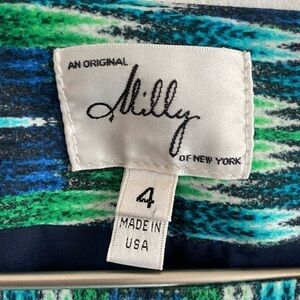 AN ORIGINAL
Milly
OF NEW YORK
4
MADE IN
USA